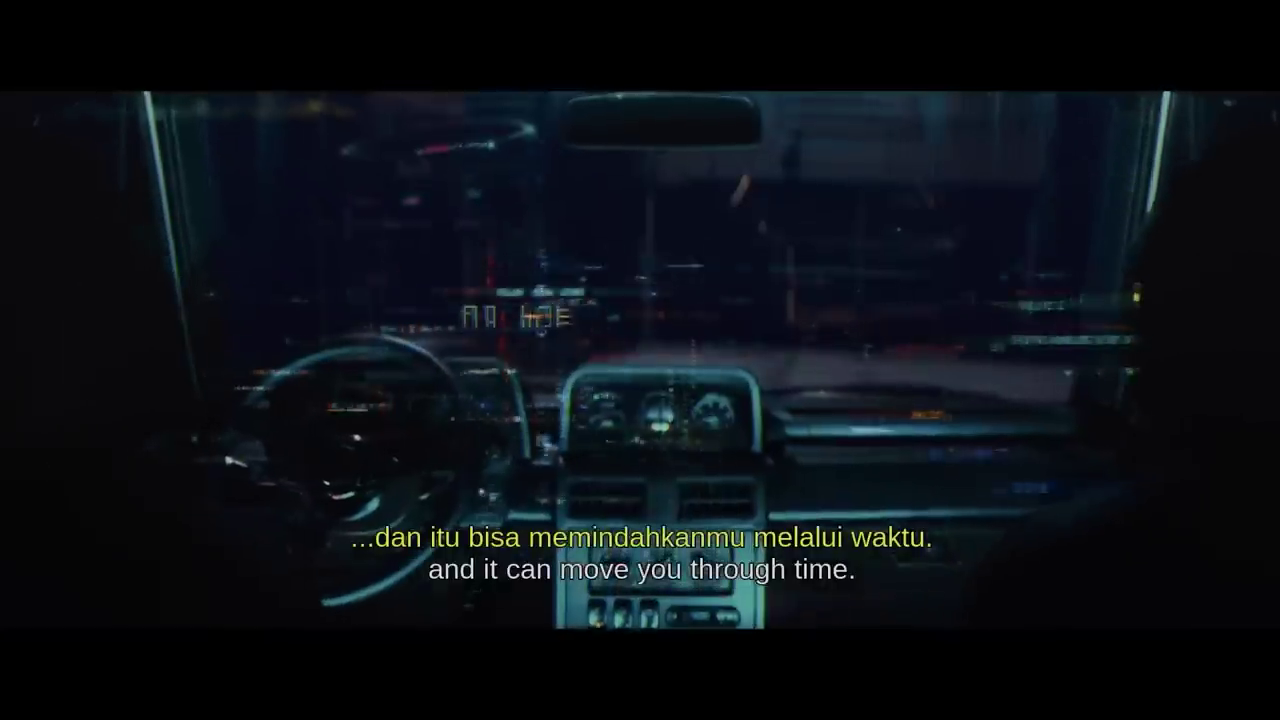 ...dan itu bisa memindahkanmu melalui waktu.
and it can move you through time.